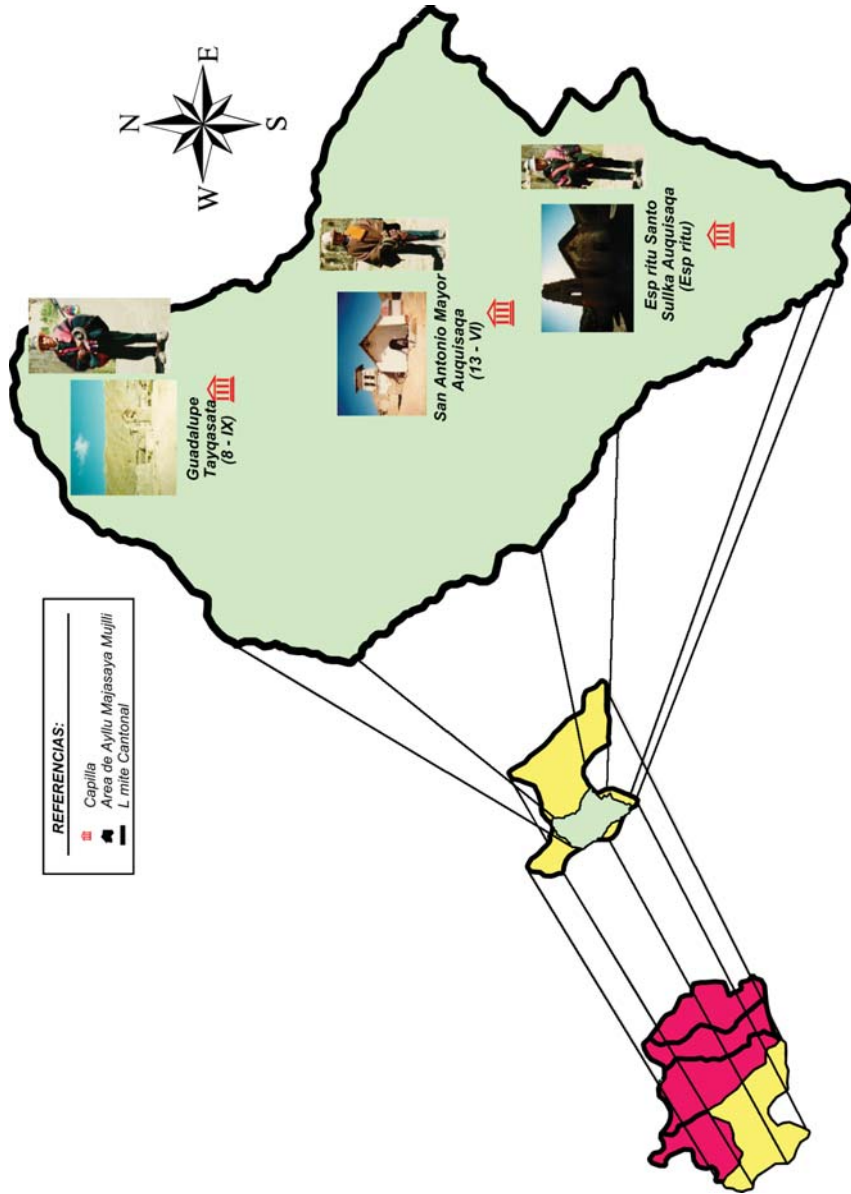 N
W
E
S
REFERENCIAS:
Capilla
Area de Ayllu Majasaya Mujlli
L mite Cantonal
Guadalupe
Tayqasata
(8 - IX)
San Antonio Mayor
Auquisaqa
(13 - VI)
Esp ritu Santo
Sullka Auquisaqa
(Esp ritu)